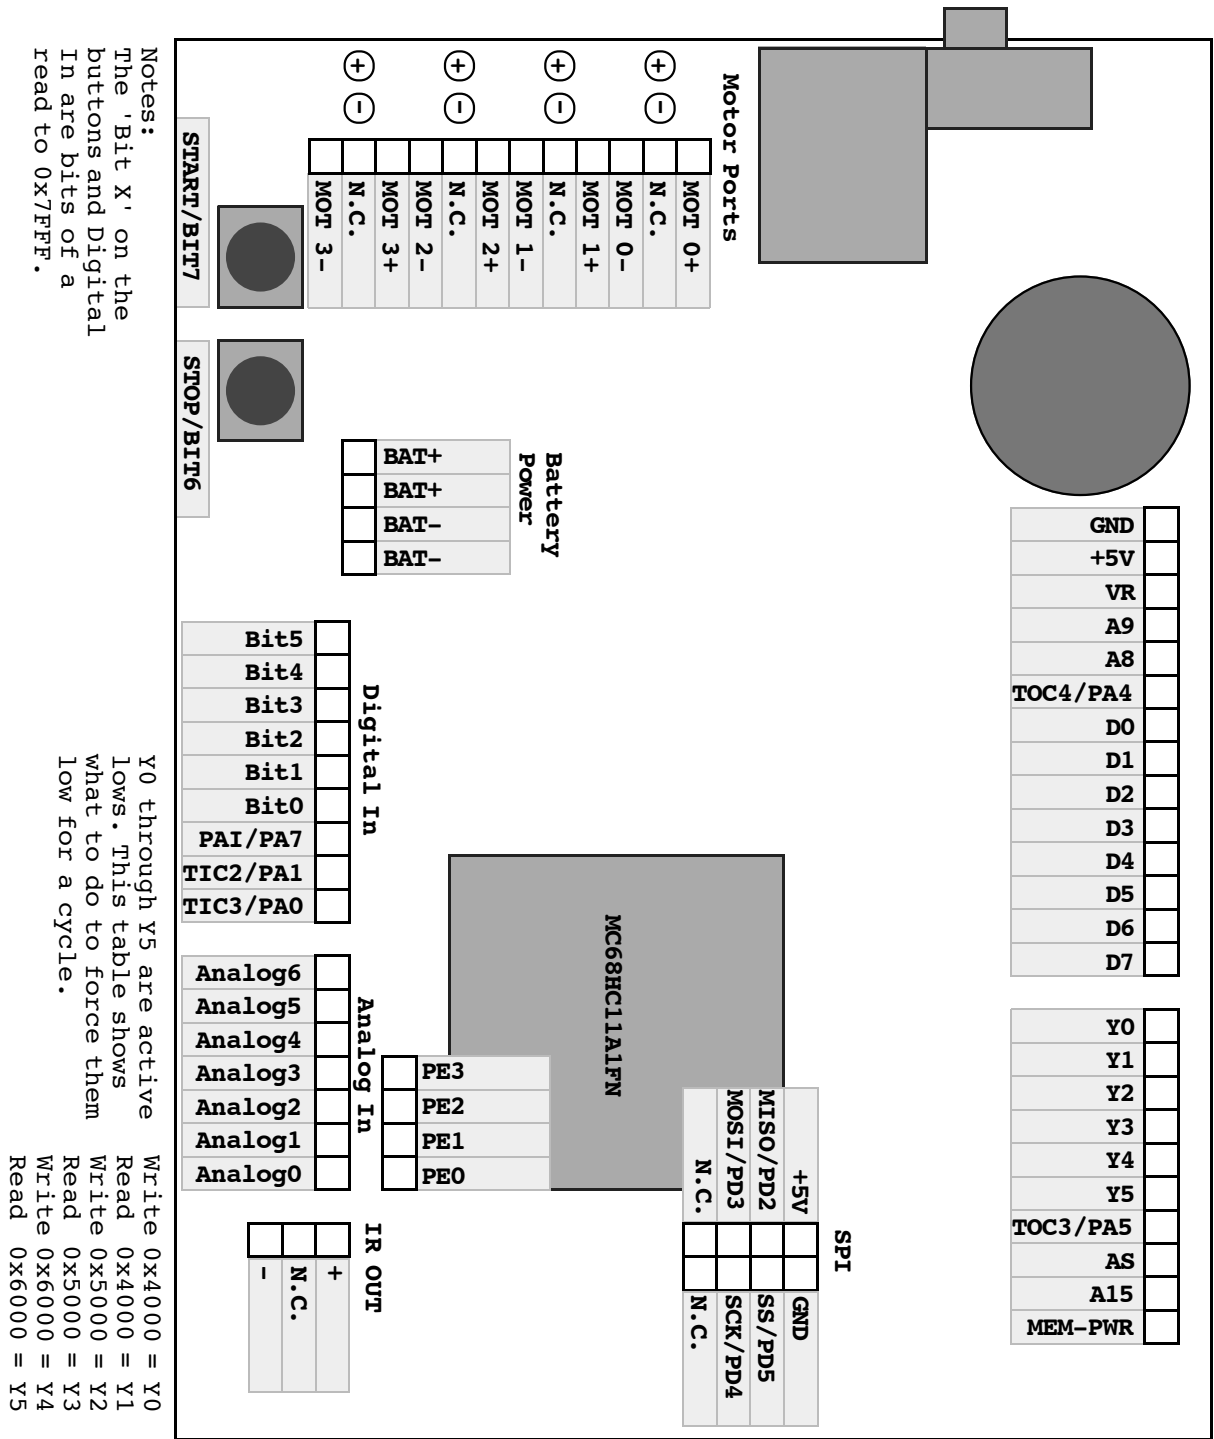 Notes:
The 'Bit X' on the
buttons and Digital
In are bits of a
read to 0x7FFF.
START/BIT7
STOP/BIT6
Motor Ports
+
-
+
-
+
-
+
-
MOT 3-
N.C.
MOT 3+
MOT 2-
N.C.
MOT 2+
MOT 1-
N.C.
MOT 1+
MOT 0-
N.C.
MOT 0+
Battery
Power
BAT+
BAT+
BAT-
BAT-
Digital In
Bit5
Bit4
Bit3
Bit2
Bit1
Bit0
PAI/PA7
TIC2/PA1
TIC3/PA0
Analog In
Analog6
Analog5
Analog4
Analog3
Analog2
Analog1
Analog0
PE3
PE2
PE1
PE0
MC68HC11A1FN
IR OUT
-
N.C.
+
SPI
N.C.
MOSI/PD3
MISO/PD2
+5V
N.C.
SCK/PD4
SS/PD5
GND
GND
+5V
VR
A9
A8
TOC4/PA4
D0
D1
D2
D3
D4
D5
D6
D7
Y0
Y1
Y2
Y3
Y4
Y5
TOC3/PA5
AS
A15
MEM-PWR
Y0 through Y5 are active
lows. This table shows
what to do to force them
low for a cycle.
Write 0x4000 = Y0
Read 0x4000 = Y1
Write 0x5000 = Y2
Read 0x5000 = Y3
Write 0x6000 = Y4
Read 0x6000 = Y5